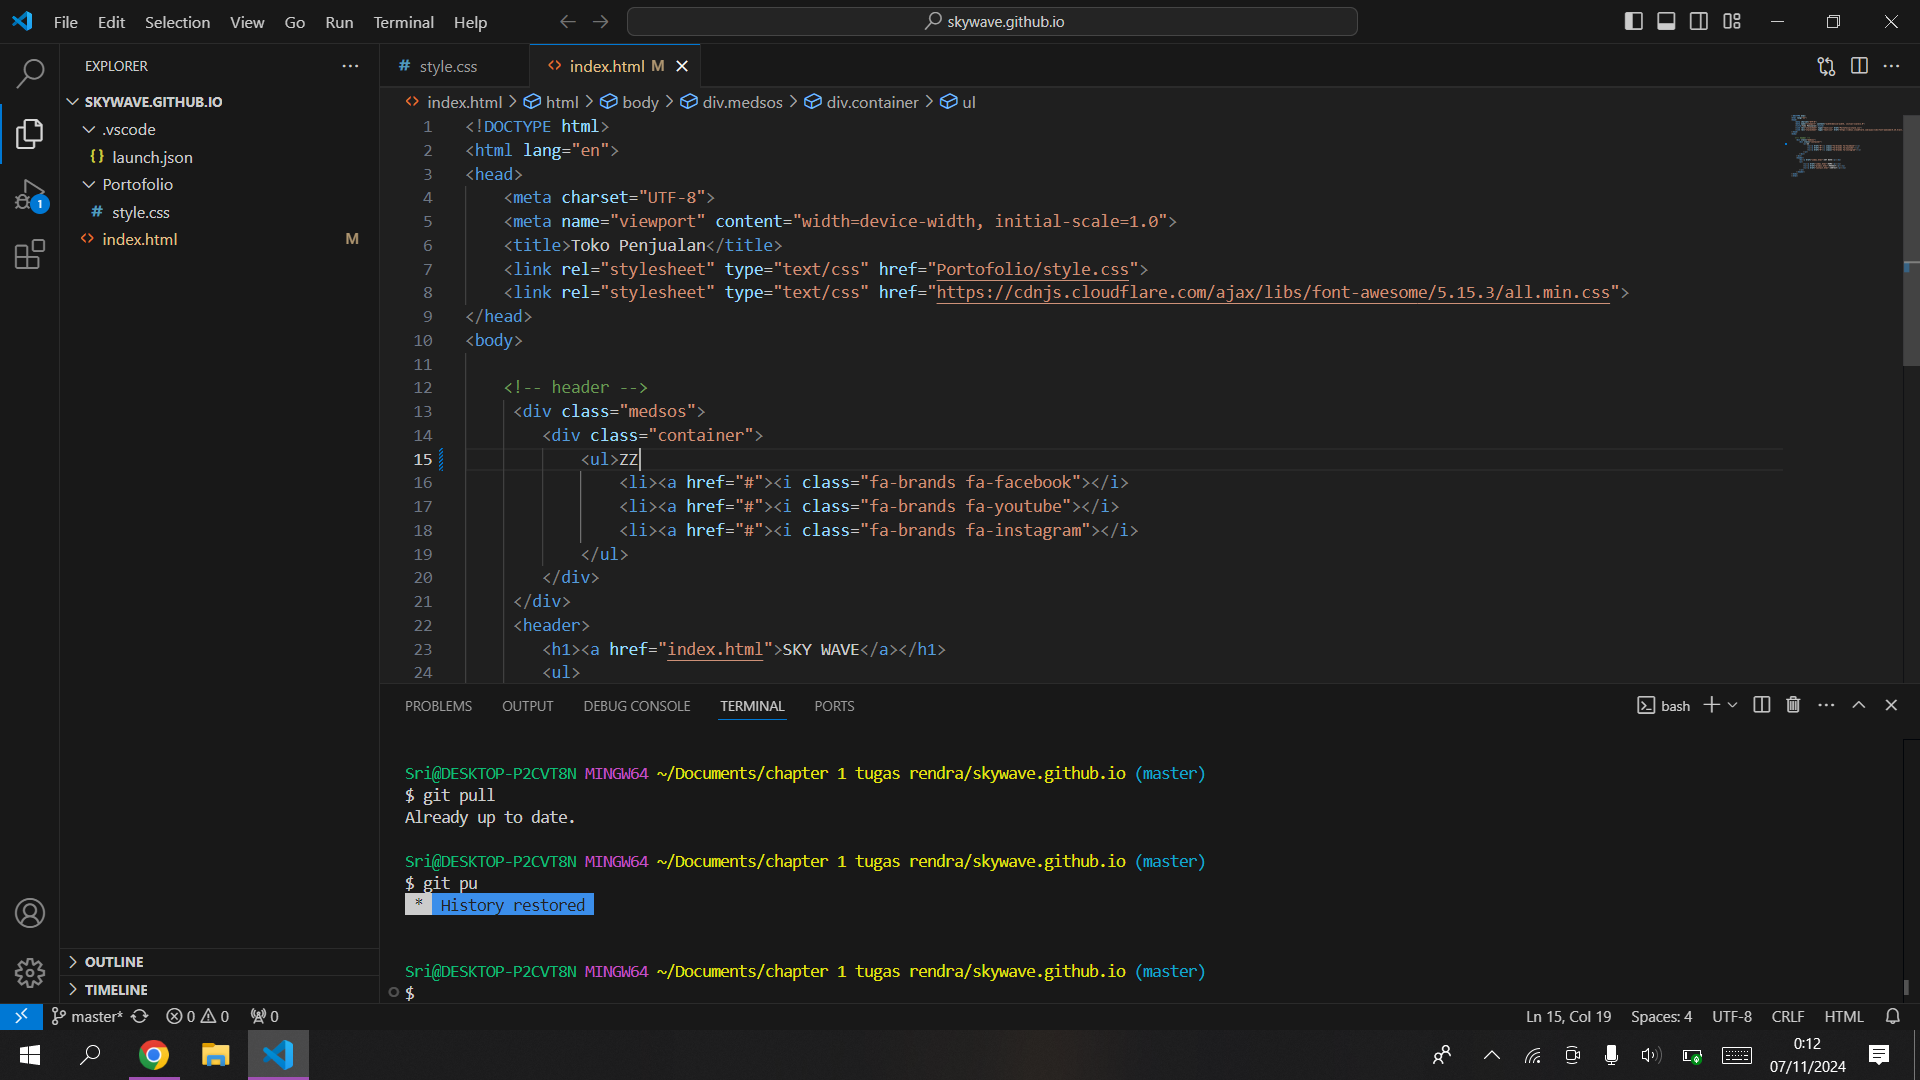 File Edit Selection View Go Run Terminal Help
skywave.github.io
EXPLORER
SKYWAVE.GITHUB.IO
.vscode
{} launch.json
Portofolio
# style.css
<> index.html M
1
OUTLINE
TIMELINE
# style.css
<> index.html M
<> index.html > html > body > div.medsos > div.container > ul
1 <!DOCTYPE html>
2 <html lang="en">
3 <head>
4 <meta charset="UTF-8">
5 <meta name="viewport" content="width=device-width, initial-scale=1.0">
6 <title>Toko Penjualan</title>
7 <link rel="stylesheet" type="text/css" href="Portofolio/style.css">
8 <link rel="stylesheet" type="text/css" href="https://cdnjs.cloudflare.com/ajax/libs/font-awesome/5.15.3/all.min.css">
9 </head>
10 <body>
11
12 <!-- header -->
13 <div class="medsos">
14 <div class="container">
15 <ul>ZZ
16 <li><a href="#"><i class="fa-brands fa-facebook"></i>
17 <li><a href="#"><i class="fa-brands fa-youtube"></i>
18 <li><a href="#"><i class="fa-brands fa-instagram"></i>
19 </ul>
20 </div>
21 </div>
22 <header>
23 <h1><a href="index.html">SKY WAVE</a></h1>
24 <ul>
PROBLEMS OUTPUT DEBUG CONSOLE TERMINAL PORTS
bash
Sri@DESKTOP-P2CVT8N MINGW64 ~/Documents/chapter 1 tugas rendra/skywave.github.io (master)
$ git pull
Already up to date.
Sri@DESKTOP-P2CVT8N MINGW64 ~/Documents/chapter 1 tugas rendra/skywave.github.io (master)
$ git pu
* History restored
Sri@DESKTOP-P2CVT8N MINGW64 ~/Documents/chapter 1 tugas rendra/skywave.github.io (master)
$
master* 0 0 0
Ln 15, Col 19 Spaces: 4 UTF-8 CRLF HTML
0:12
07/11/2024